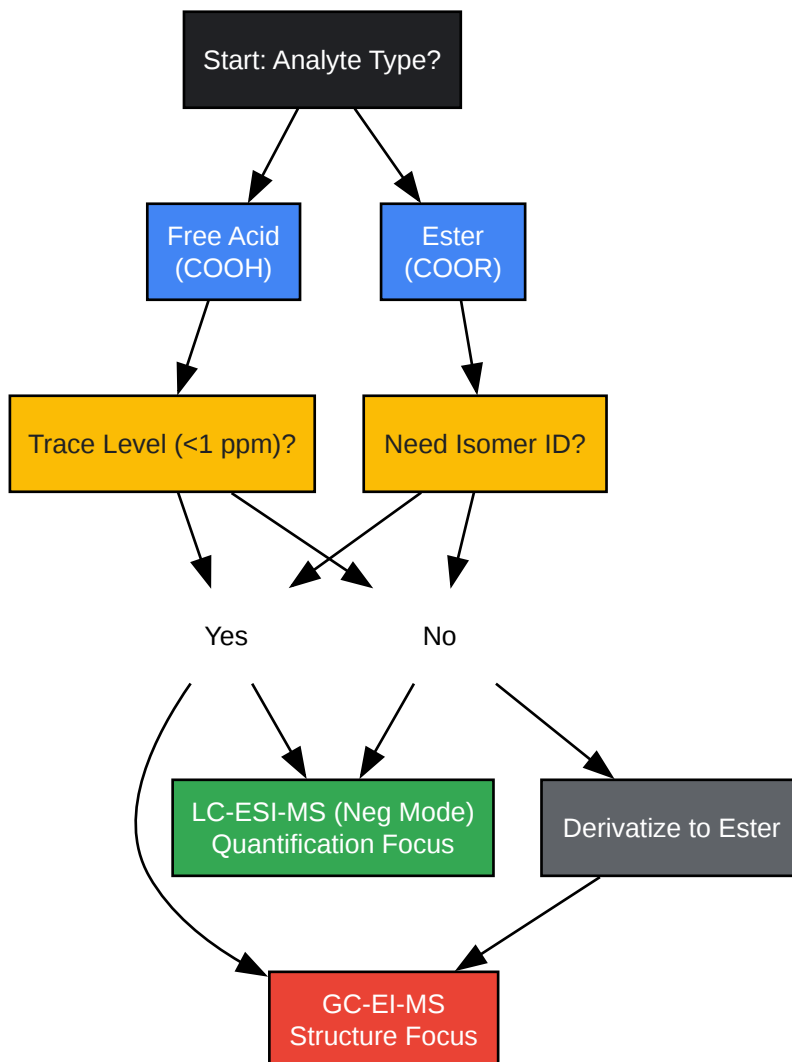 Start: Analyte Type?
Free Acid
(COOH)
Ester
(COOR)
Trace Level (<1 ppm)?
Need Isomer ID?
Yes
No
LC-ESI-MS (Neg Mode)
Quantification Focus
Derivatize to Ester
GC-EI-MS
Structure Focus